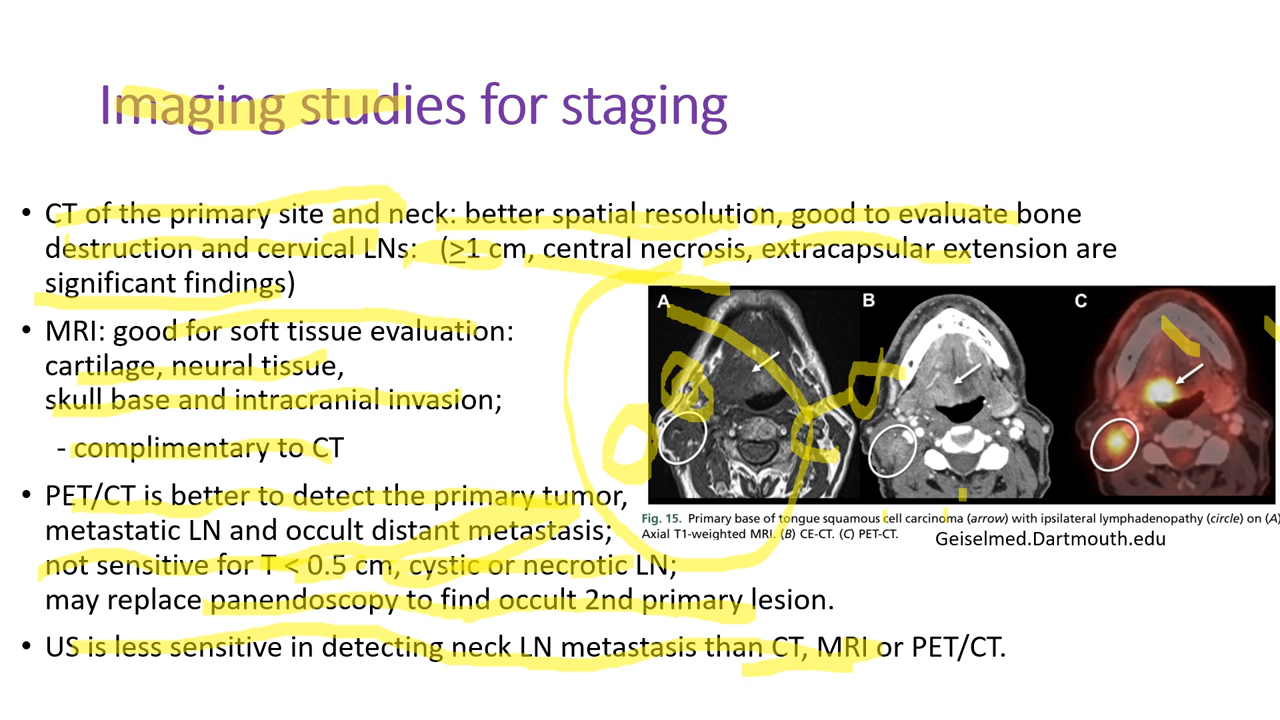 Imaging studies for staging
• CT of the primary site and neck: better spatial resolution, good to evaluate bone
destruction and cervical LNs: (≥1 cm, central necrosis, extracapsular extension are
significant findings)
• MRI: good for soft tissue evaluation:
cartilage, neural tissue,
skull base and intracranial invasion;
- complimentary to CT
• PET/CT is better to detect the primary tumor,
metastatic LN and occult distant metastasis;
not sensitive for T < 0.5 cm, cystic or necrotic LN;
may replace panendoscopy to find occult 2nd primary lesion.
• US is less sensitive in detecting neck LN metastasis than CT, MRI or PET/CT.
A
B
C
Fig. 15. Primary base of tongue squamous cell carcinoma (arrow) with ipsilateral lymphadenopathy (circle) on (A)
Axial T1-weighted MRI. (B) CE-CT. (C) PET-CT.
Geiselmed.Dartmouth.edu